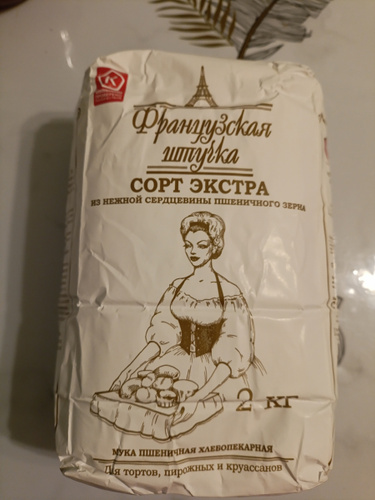 Французская
штучка
СОРТ ЭКСТРА
ИЗ НЕЖНОЙ СЕРДЦЕВИНЫ ПШЕНИЧНОГО ЗЕРНА
2 КГ
МУКА ПШЕНИЧНАЯ ХЛЕБОПЕКАРНАЯ
Для тортов, пирожных и круассанов